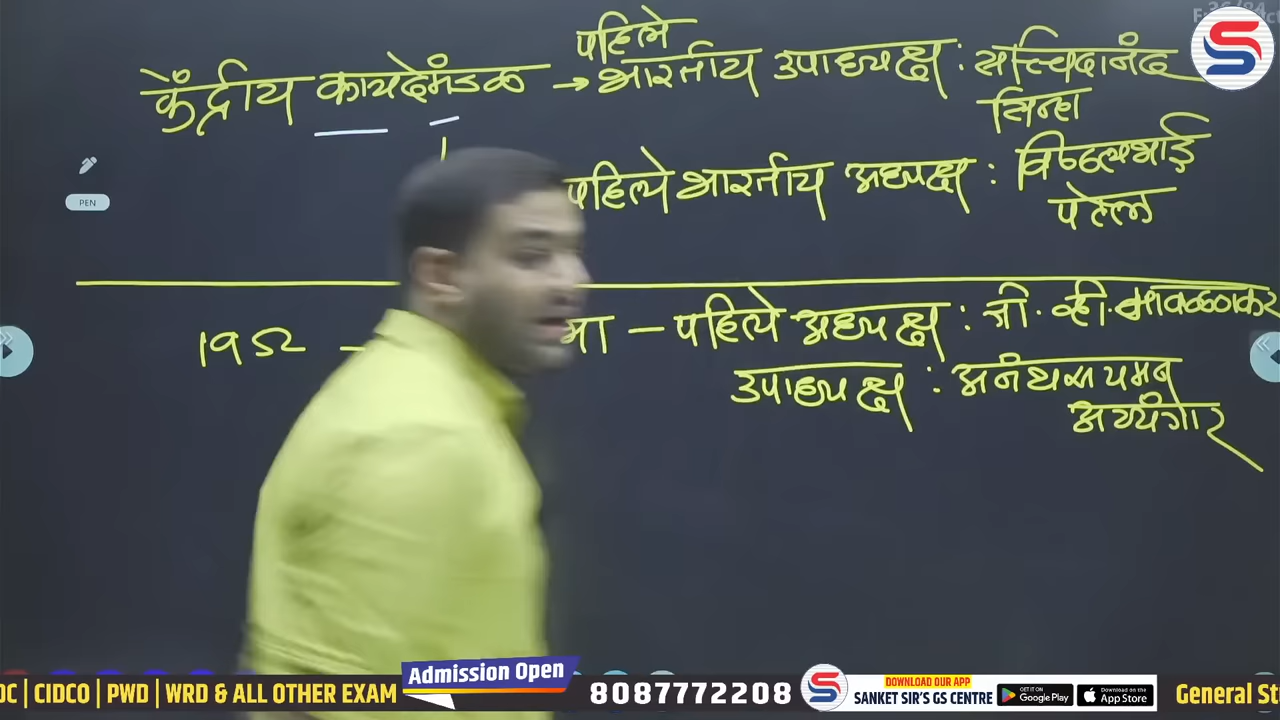 पहिले
केंद्रीय कायदेमंडळ → भारतीय उपाध्यक्ष : सच्चिदानंद
सिन्हा
पहिले भारतीय अध्यक्ष : विठ्ठलभाई
पटेल
PEN
1952 – भा – पहिले अध्यक्ष : जी. व्ही. मावळणकर
उपाध्यक्ष : अनंथसयमन
अय्यंगार
Admission Open
DC | CIDCO | PWD | WRD & ALL OTHER EXAM
8087772208
DOWNLOAD OUR APP
SANKET SIR'S GS CENTRE
GET IT ON Google Play
Download on the App Store
General St